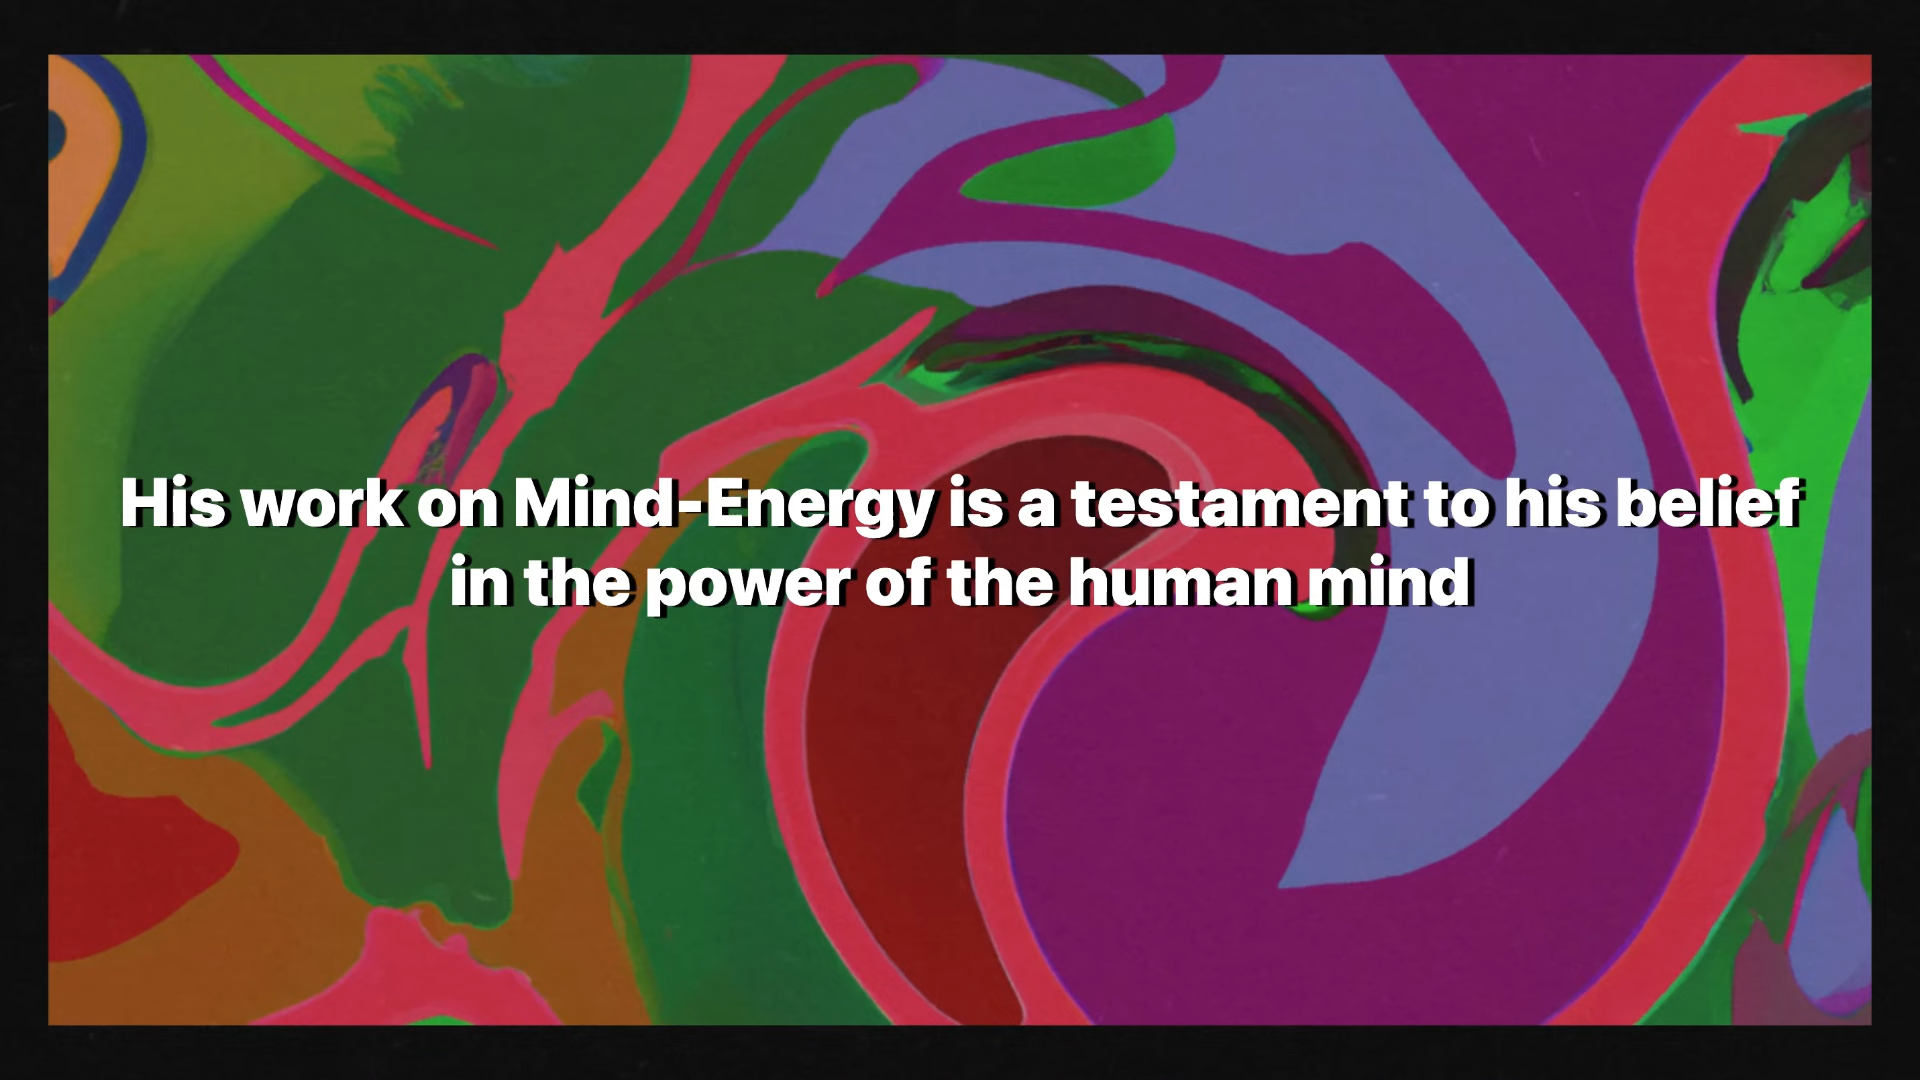 His work on Mind-Energy is a testament to his belief
in the power of the human mind